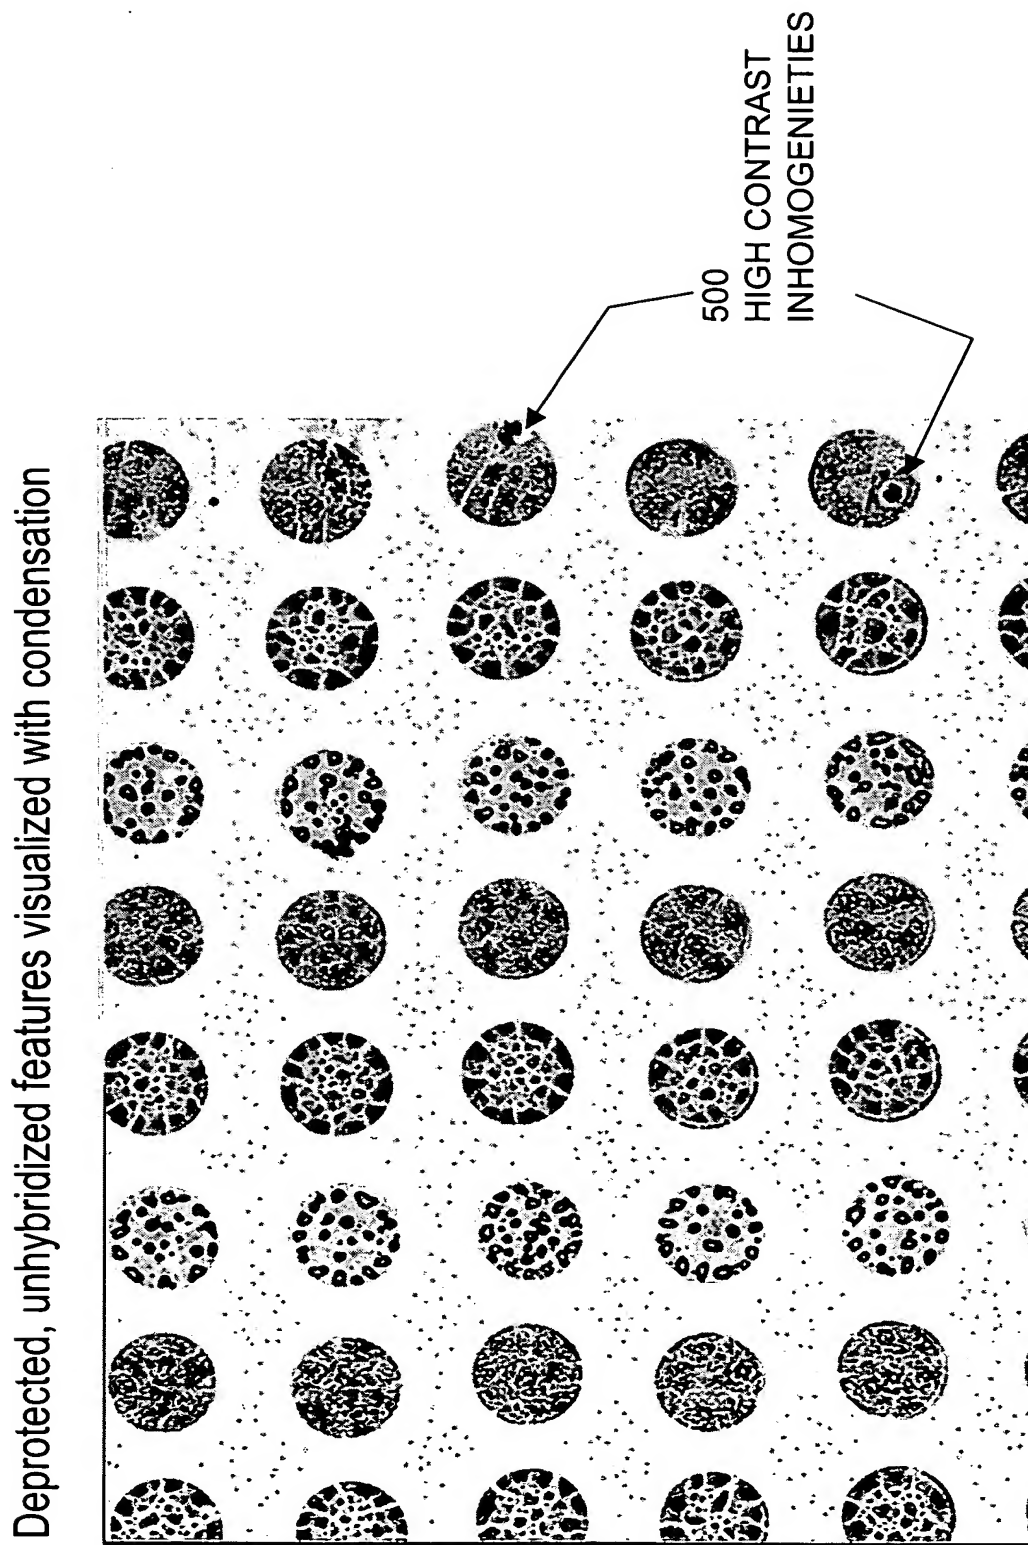 Deprotected, unhybridized features visualized with condensation
500
HIGH CONTRAST
INHOMOGENIETIES